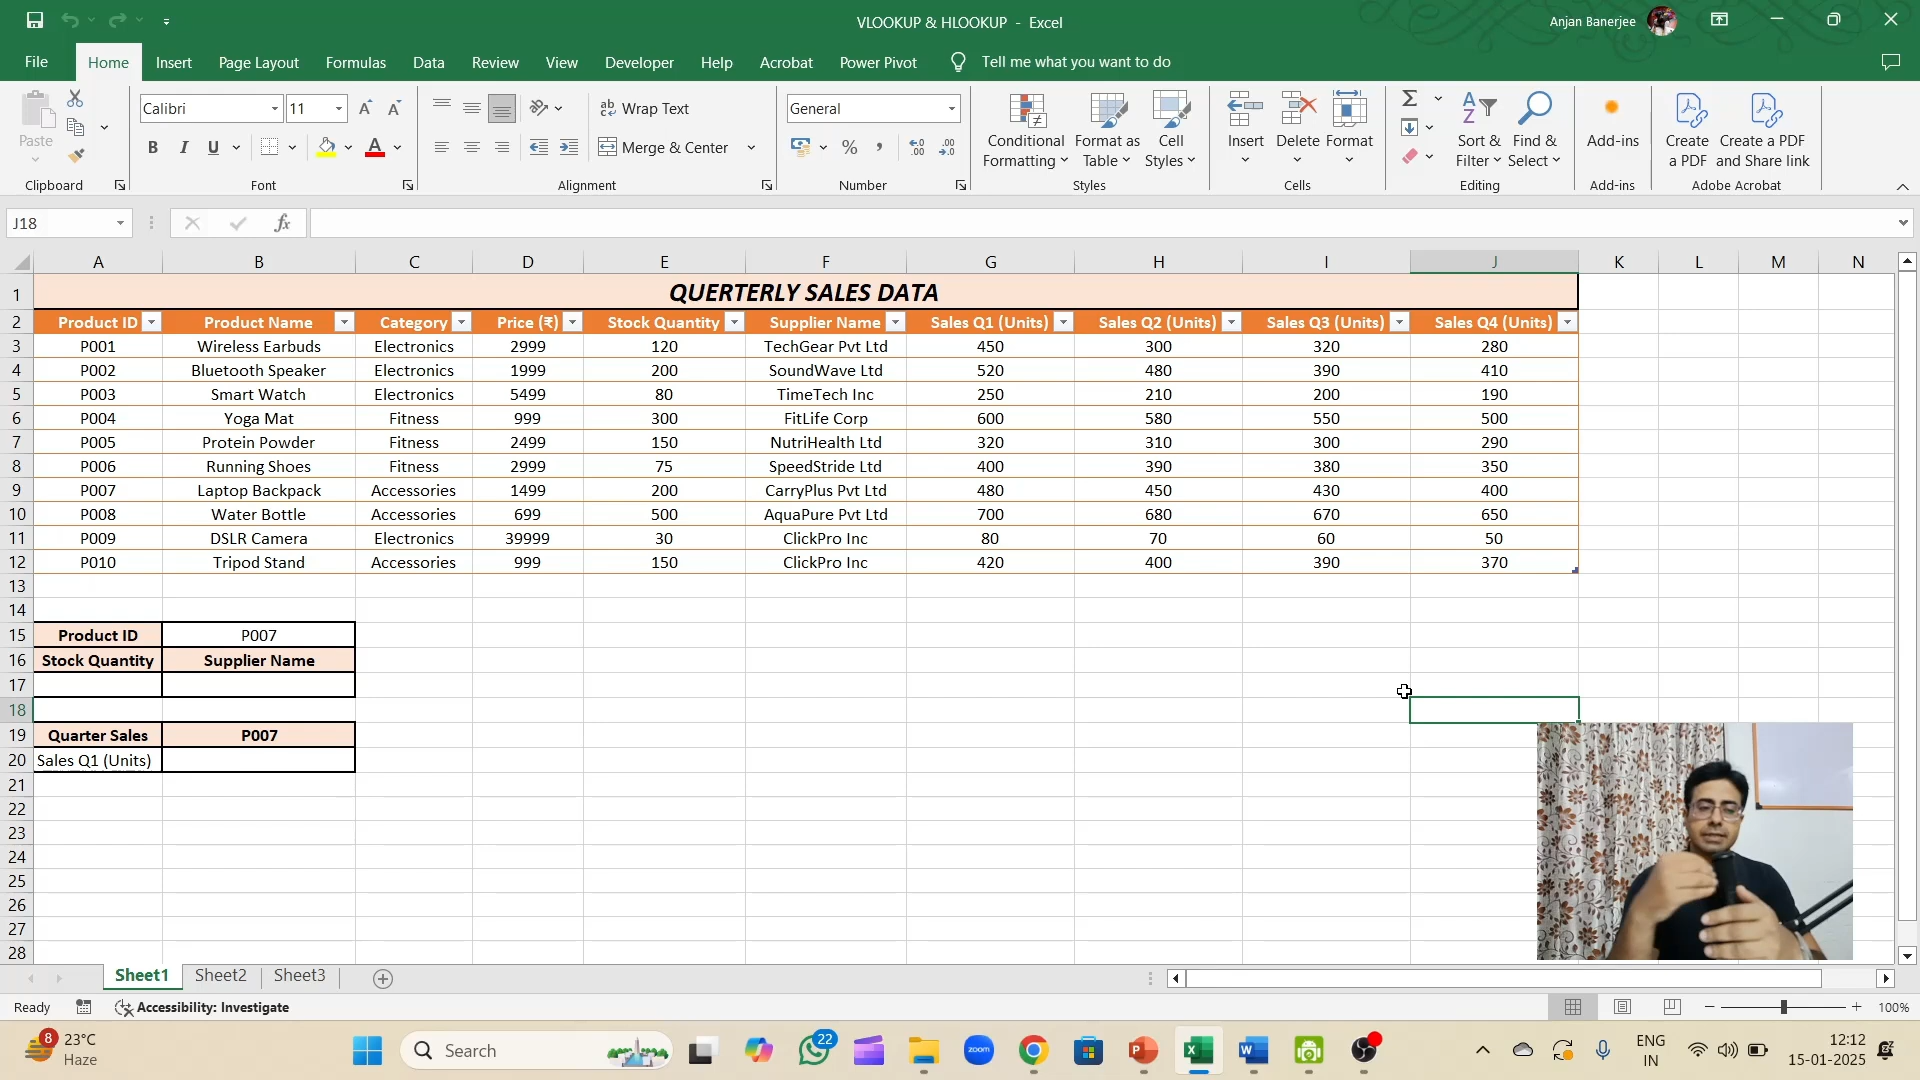 VLOOKUP & HLOOKUP - Excel
Anjan Banerjee
File Home Insert Page Layout Formulas Data Review View Developer Help Acrobat Power Pivot Tell me what you want to do
Paste
Clipboard
Calibri 11
B I U
Font
Wrap Text
Merge & Center
Alignment
General
Number
Conditional Formatting
Format as Table
Cell Styles
Styles
Insert Delete Format
Cells
Sort & Filter
Find & Select
Editing
Add-ins
Add-ins
Create a PDF
Create a PDF and Share link
Adobe Acrobat
J18 fx
A B C D E F G H I J K L M N
1 QUERTERLY SALES DATA
2 Product ID Product Name Category Price (₹) Stock Quantity Supplier Name Sales Q1 (Units) Sales Q2 (Units) Sales Q3 (Units) Sales Q4 (Units)
3 P001 Wireless Earbuds Electronics 2999 120 TechGear Pvt Ltd 450 300 320 280
4 P002 Bluetooth Speaker Electronics 1999 200 SoundWave Ltd 520 480 390 410
5 P003 Smart Watch Electronics 5499 80 TimeTech Inc 250 210 200 190
6 P004 Yoga Mat Fitness 999 300 FitLife Corp 600 580 550 500
7 P005 Protein Powder Fitness 2499 150 NutriHealth Ltd 320 310 300 290
8 P006 Running Shoes Fitness 2999 75 SpeedStride Ltd 400 390 380 350
9 P007 Laptop Backpack Accessories 1499 200 CarryPlus Pvt Ltd 480 450 430 400
10 P008 Water Bottle Accessories 699 500 AquaPure Pvt Ltd 700 680 670 650
11 P009 DSLR Camera Electronics 39999 30 ClickPro Inc 80 70 60 50
12 P010 Tripod Stand Accessories 999 150 ClickPro Inc 420 400 390 370
13
14
15 Product ID P007
16 Stock Quantity Supplier Name
17
18
19 Quarter Sales P007
20 Sales Q1 (Units)
21
22
23
24
25
26
27
28
Sheet1 Sheet2 Sheet3
Ready Accessibility: Investigate 100%
8 23°C
Haze
Search
22
zoom
ENG
IN
12:12
15-01-2025